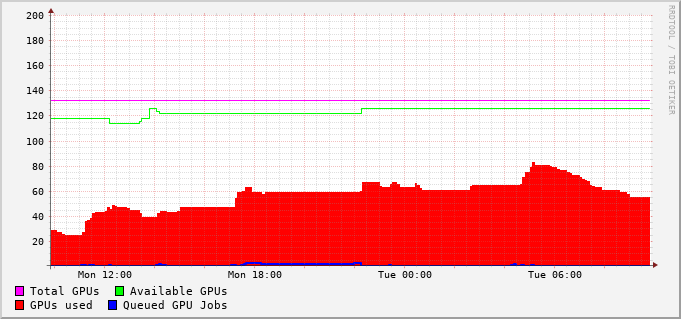 200
180
160
140
120
100
80
60
40
20
Mon 12:00 Mon 18:00 Tue 00:00 Tue 06:00
Total GPUs Available GPUs
GPUs used Queued GPU Jobs
RRDTOOL / TOBI OETIKER